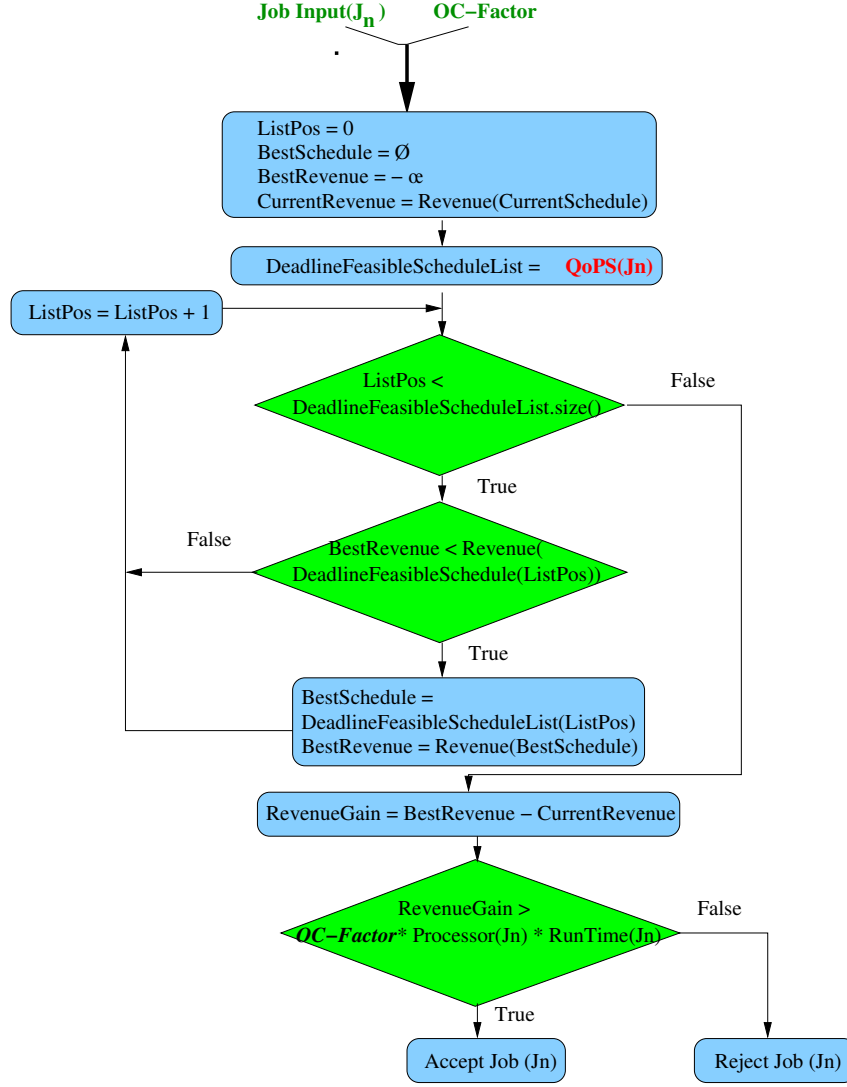 Job Input(Jn) OC−Factor
ListPos = 0
BestSchedule = Ø
BestRevenue = − œ
CurrentRevenue = Revenue(CurrentSchedule)
DeadlineFeasibleScheduleList = QoPS(Jn)
ListPos = ListPos + 1
ListPos <
DeadlineFeasibleScheduleList.size()
False
True
BestRevenue < Revenue(
DeadlineFeasibleSchedule(ListPos))
False
True
BestSchedule =
DeadlineFeasibleScheduleList(ListPos)
BestRevenue = Revenue(BestSchedule)
RevenueGain = BestRevenue − CurrentRevenue
RevenueGain >
OC−Factor* Processor(Jn) * RunTime(Jn)
False
True
Accept Job (Jn)
Reject Job (Jn)